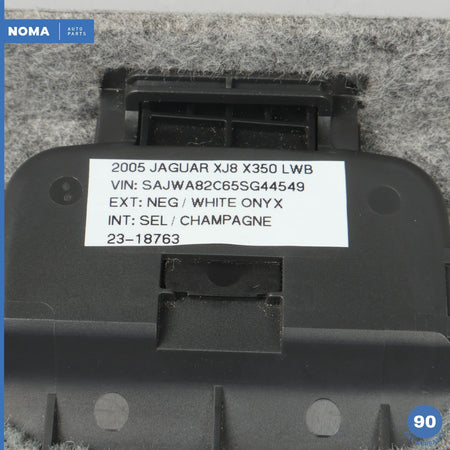 NOMA AUTO PARTS
2005 JAGUAR XJ8 X350 LWB
VIN: SAJWA82C65SG44549
EXT: NEG / WHITE ONYX
INT: SEL / CHAMPAGNE
23-18763
90